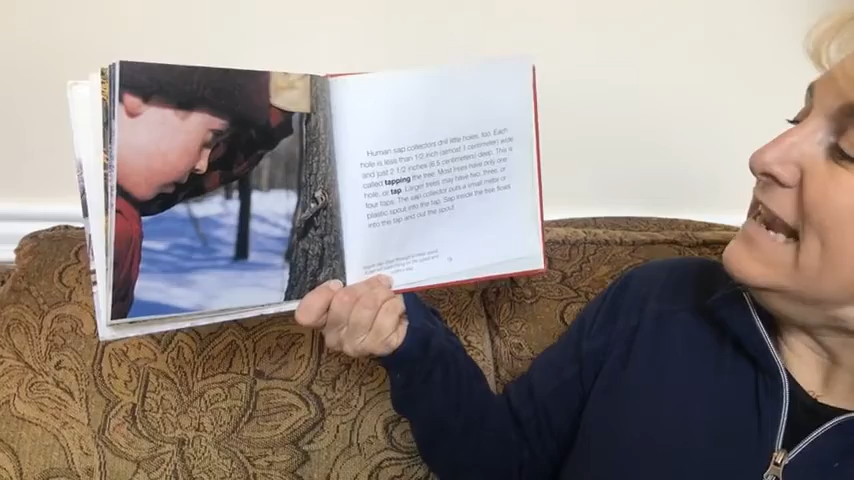 Human sap collectors drill little holes, too. Each
hole is less than 1/2 inch (almost 1 centimeter) wide
and just 2 1/2 inches (6.5 centimeters) deep. This is
called tapping the tree. Most trees have only one
hole, or tap. Larger trees may have two, three, or
four taps. The sap collector puts a small metal or
plastic spout into the tap. Sap inside the tree flows
into the tap and out of the spout.